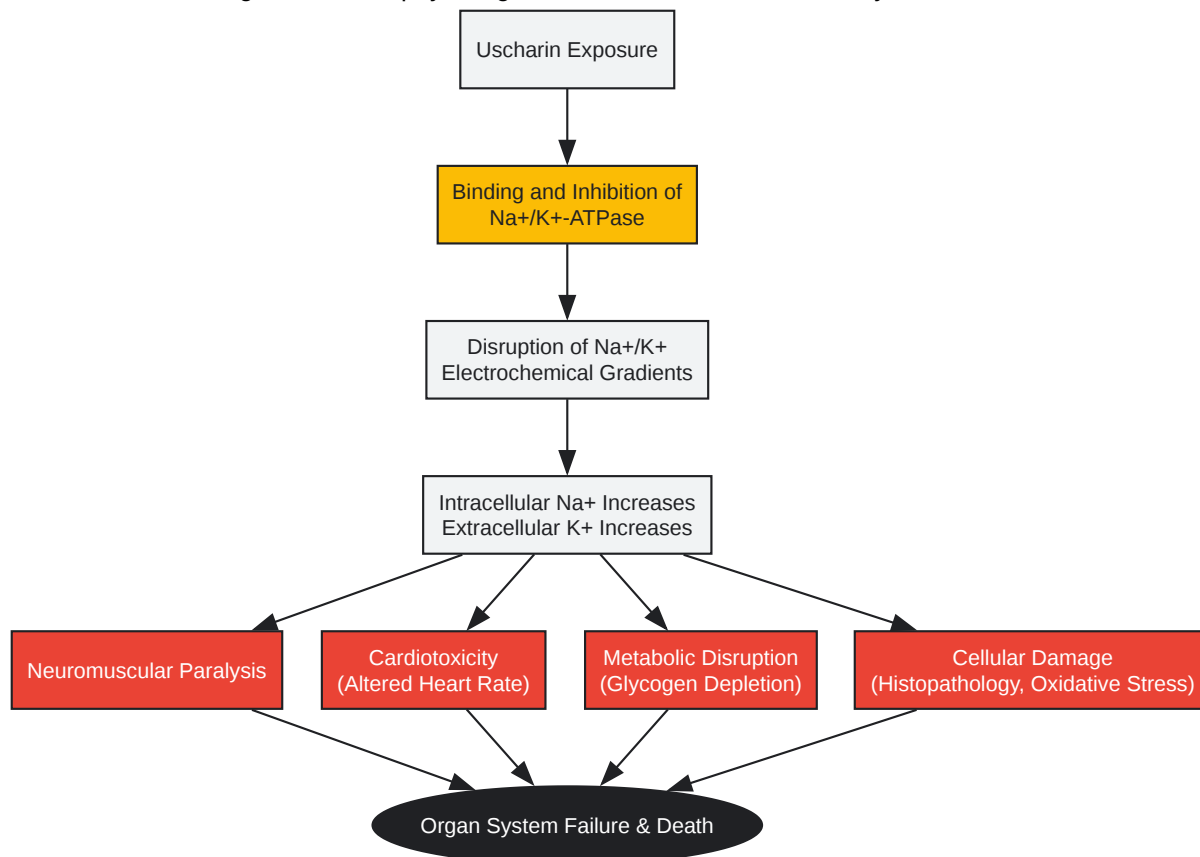 Uscharin Exposure
Binding and Inhibition of
Na+/K+-ATPase
Disruption of Na+/K+
Electrochemical Gradients
Intracellular Na+ Increases
Extracellular K+ Increases
Neuromuscular Paralysis
Cardiotoxicity
(Altered Heart Rate)
Metabolic Disruption
(Glycogen Depletion)
Cellular Damage
(Histopathology, Oxidative Stress)
Organ System Failure & Death